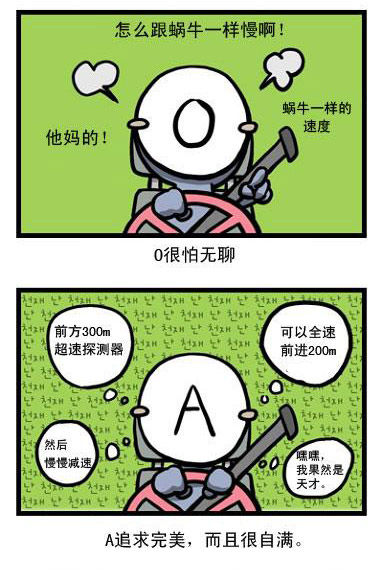 怎么跟蜗牛一样慢啊!
蜗牛一样的
速度
他妈的!
O
O很怕无聊
前方300m
超速探测器
可以全速
前进200m
A
然后
慢慢减速
嘿嘿,
我果然是
天才。
A追求完美，而且很自满。